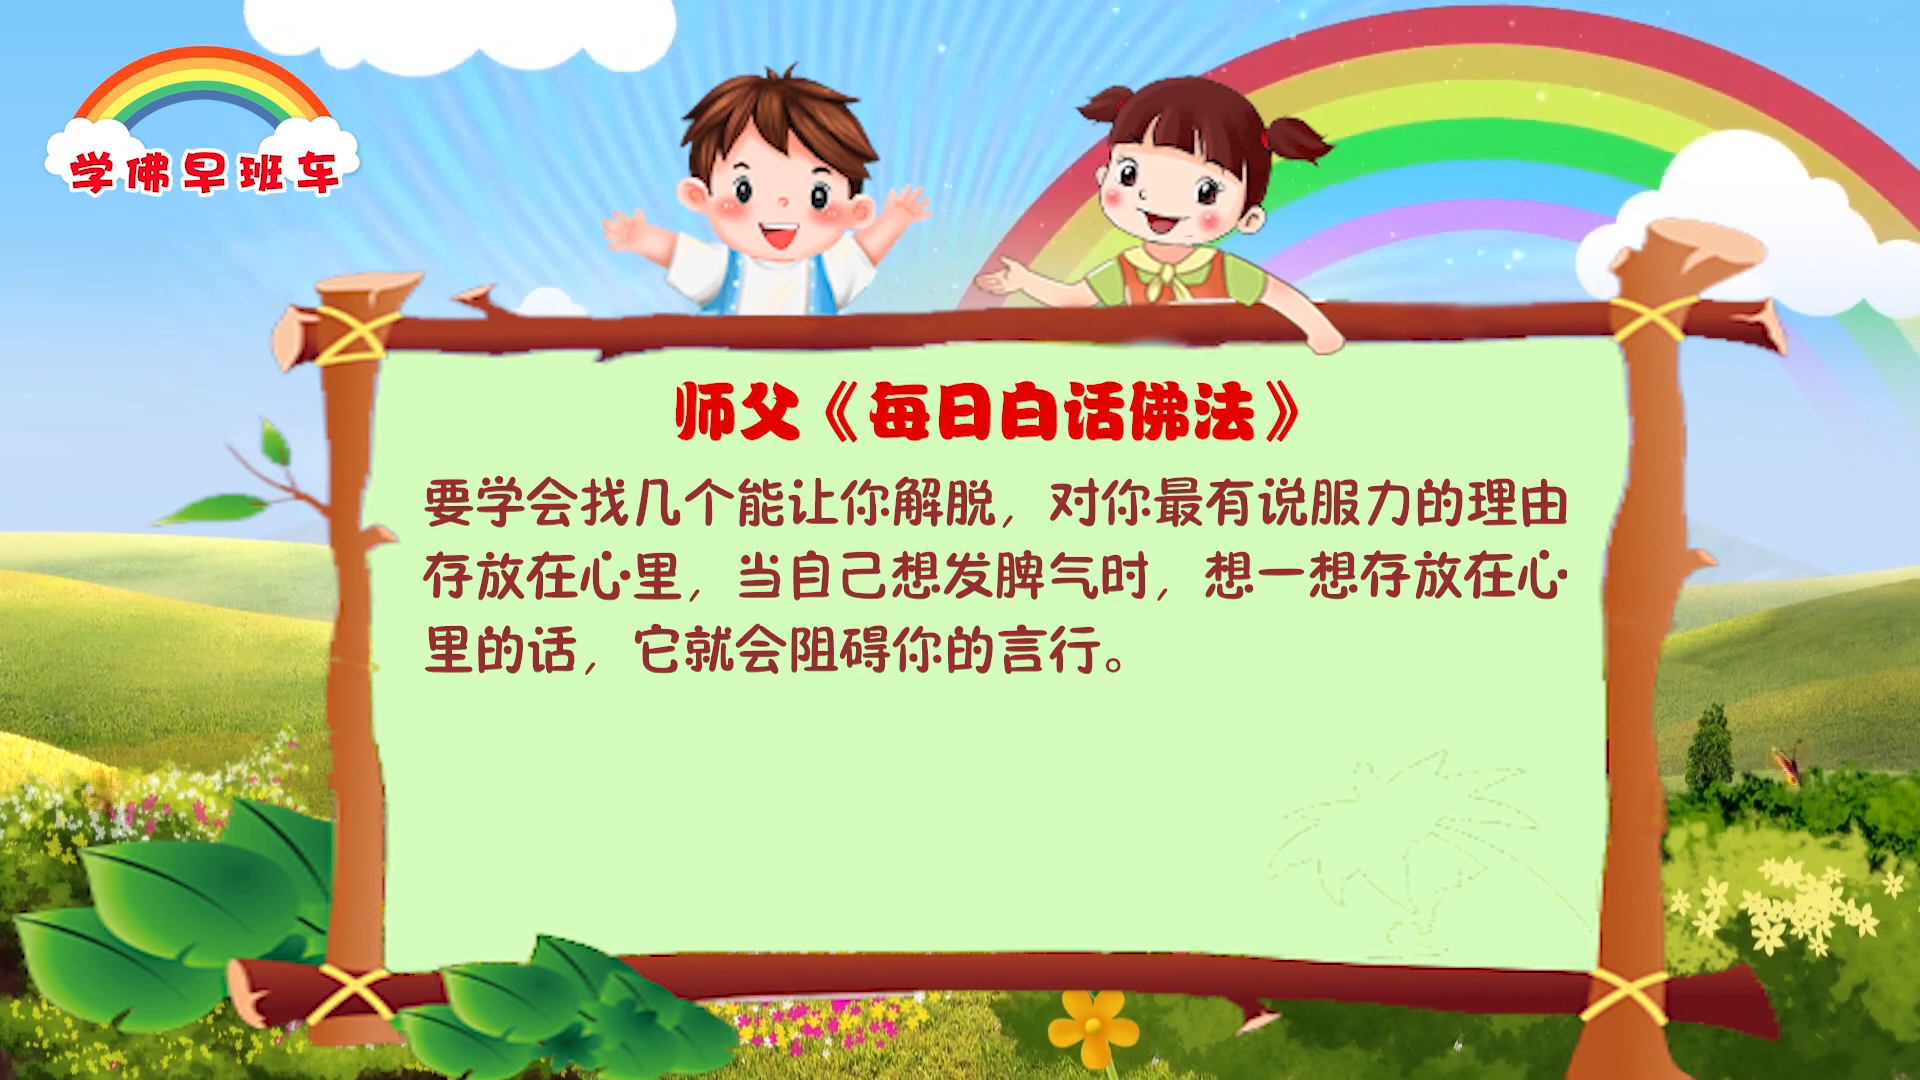 学佛早班车
师父《每日白话佛法》
要学会找几个能让你解脱，对你最有说服力的理由
存放在心里，当自己想发脾气时，想一想存放在心
里的话，它就会阻碍你的言行。